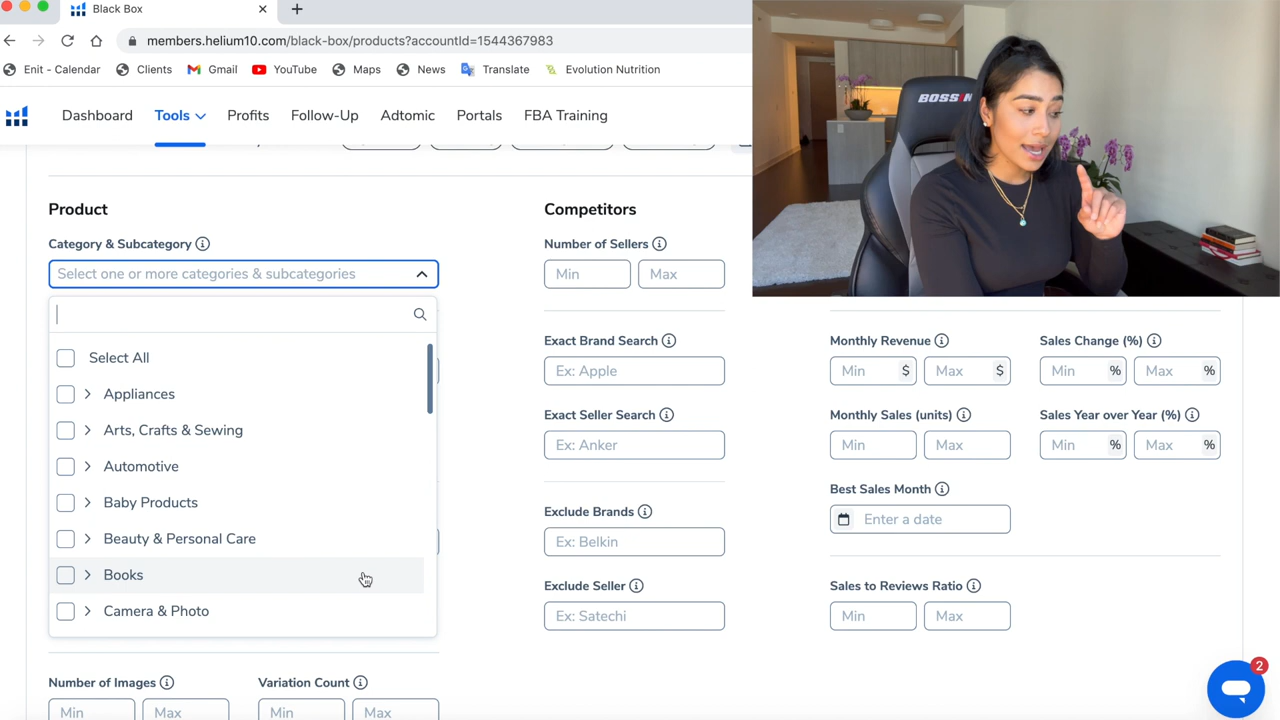 Black Box
members.helium10.com/black-box/products?accountId=1544367983
Enit - Calendar Clients Gmail YouTube Maps News Translate Evolution Nutrition
Dashboard Tools Profits Follow-Up Adtomic Portals FBA Training
BOSSIN
Product
Competitors
Category & Subcategory
Number of Sellers
Select one or more categories & subcategories
Min Max
Select All
Exact Brand Search
Monthly Revenue
Sales Change (%)
Ex: Apple
Min $ Max $
Min % Max %
Appliances
Arts, Crafts & Sewing
Exact Seller Search
Monthly Sales (units)
Sales Year over Year (%)
Ex: Anker
Min Max
Min % Max %
Automotive
Baby Products
Exclude Brands
Best Sales Month
Ex: Belkin
Enter a date
Beauty & Personal Care
Books
Exclude Seller
Sales to Reviews Ratio
Ex: Satechi
Min Max
Camera & Photo
Number of Images
Variation Count
Min Max
Min Max
2